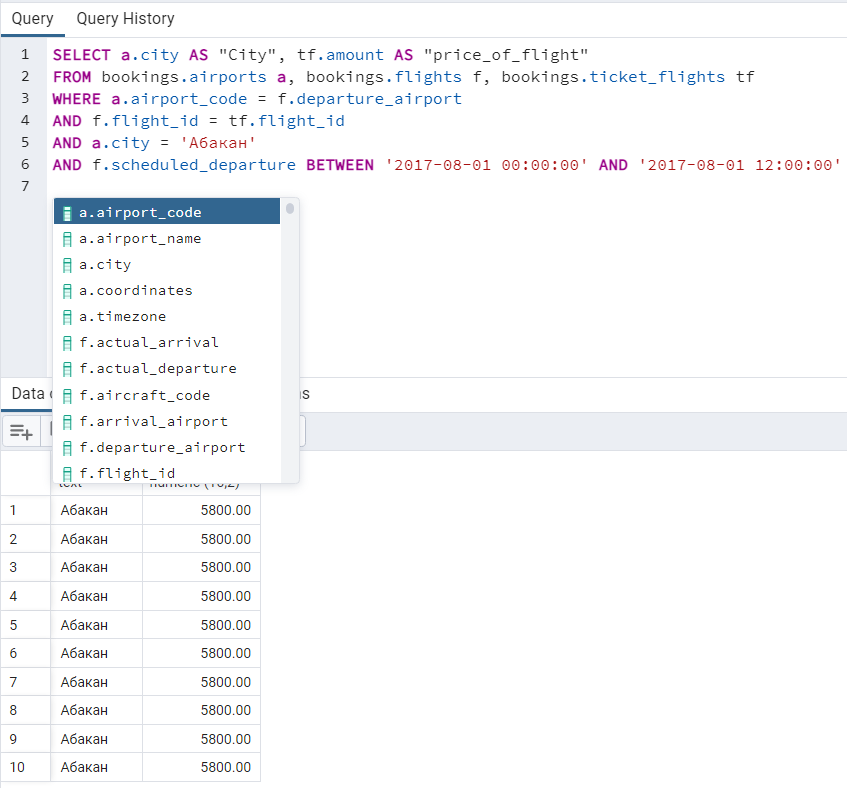 Query Query History
1 SELECT a.city AS "City", tf.amount AS "price_of_flight"
2 FROM bookings.airports a, bookings.flights f, bookings.ticket_flights tf
3 WHERE a.airport_code = f.departure_airport
4 AND f.flight_id = tf.flight_id
5 AND a.city = 'Абакан'
6 AND f.scheduled_departure BETWEEN '2017-08-01 00:00:00' AND '2017-08-01 12:00:00'
7
a.airport_code
a.airport_name
a.city
a.coordinates
a.timezone
f.actual_arrival
f.actual_departure
f.aircraft_code
Data
f.arrival_airport
f.departure_airport
f.flight_id
1 Абакан 5800.00
2 Абакан 5800.00
3 Абакан 5800.00
4 Абакан 5800.00
5 Абакан 5800.00
6 Абакан 5800.00
7 Абакан 5800.00
8 Абакан 5800.00
9 Абакан 5800.00
10 Абакан 5800.00